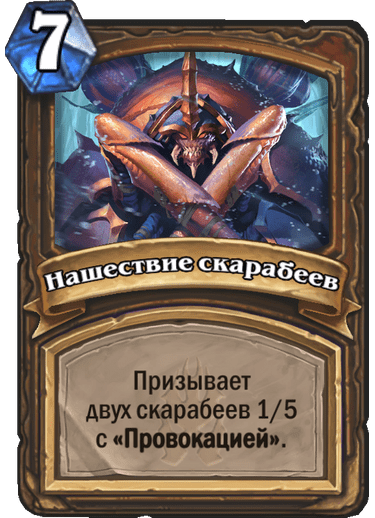 7
Нашествие скарабеев
Призывает
двух скарабеев 1/5
с «Провокацией».